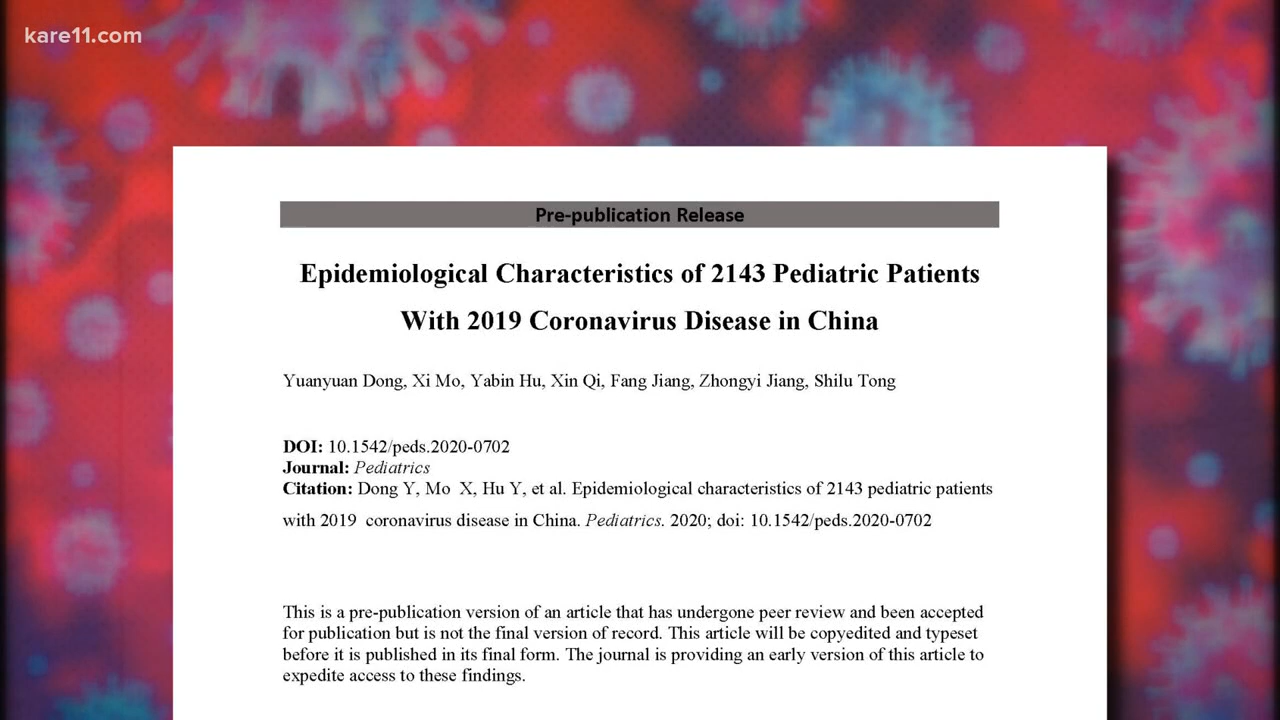 kare11.com
Pre-publication Release
Epidemiological Characteristics of 2143 Pediatric Patients
With 2019 Coronavirus Disease in China
Yuanyuan Dong, Xi Mo, Yabin Hu, Xin Qi, Fang Jiang, Zhongyi Jiang, Shilu Tong
DOI: 10.1542/peds.2020-0702
Journal: Pediatrics
Citation: Dong Y, Mo X, Hu Y, et al. Epidemiological characteristics of 2143 pediatric patients
with 2019 coronavirus disease in China. Pediatrics. 2020; doi: 10.1542/peds.2020-0702
This is a pre-publication version of an article that has undergone peer review and been accepted
for publication but is not the final version of record. This article will be copyedited and typeset
before it is published in its final form. The journal is providing an early version of this article to
expedite access to these findings.